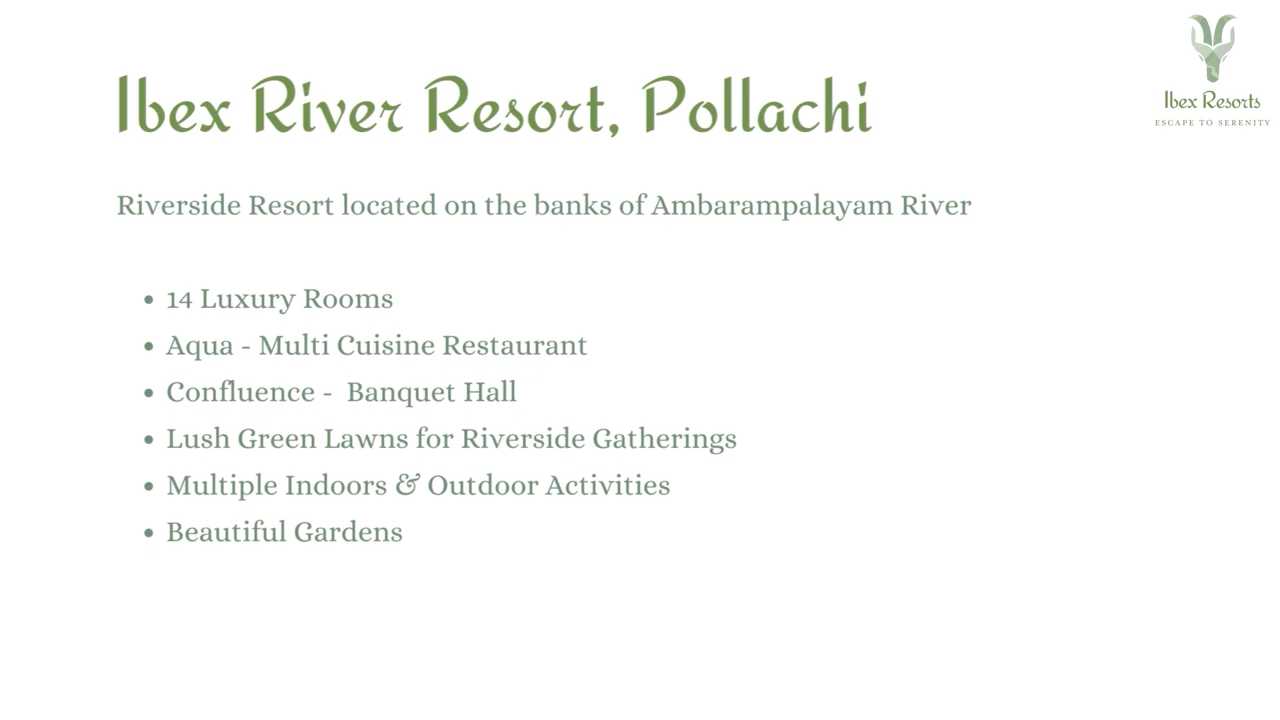 Ibex River Resort, Pollachi
Ibex Resorts
ESCAPE TO SERENITY
Riverside Resort located on the banks of Ambarampalayam River
• 14 Luxury Rooms
• Aqua - Multi Cuisine Restaurant
• Confluence -  Banquet Hall
• Lush Green Lawns for Riverside Gatherings
• Multiple Indoors & Outdoor Activities
• Beautiful Gardens